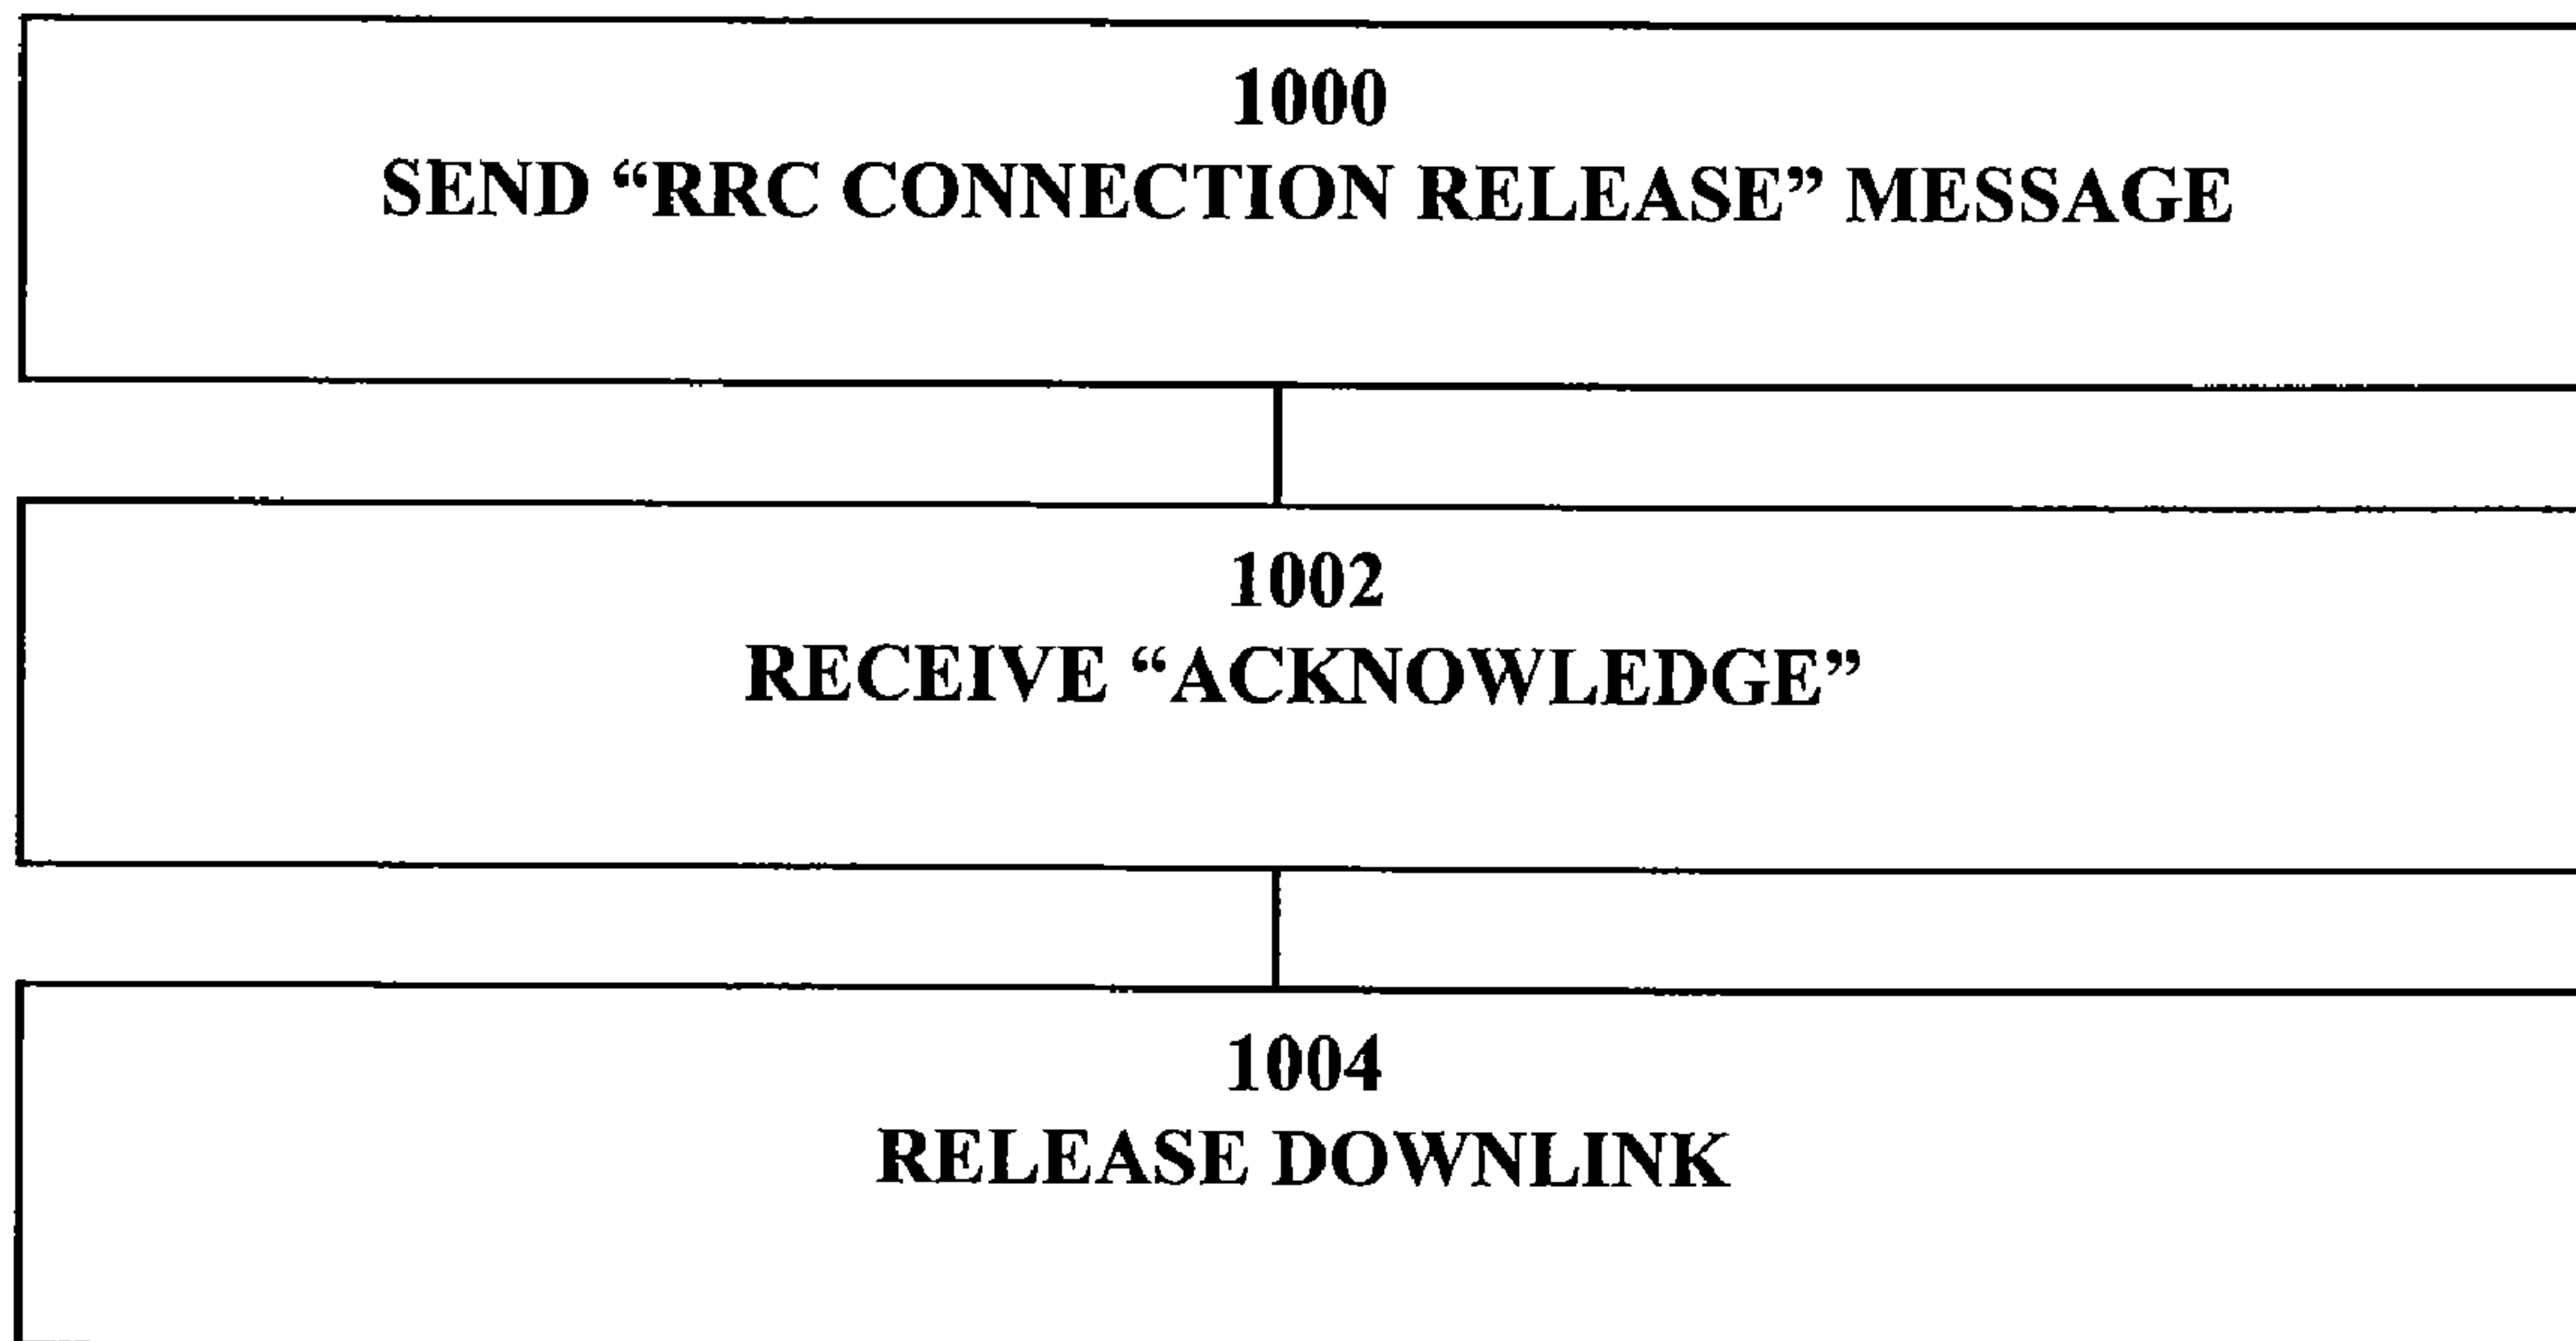 1000
SEND “RRC CONNECTION RELEASE” MESSAGE
1002
RECEIVE “ACKNOWLEDGE”
1004
RELEASE DOWNLINK